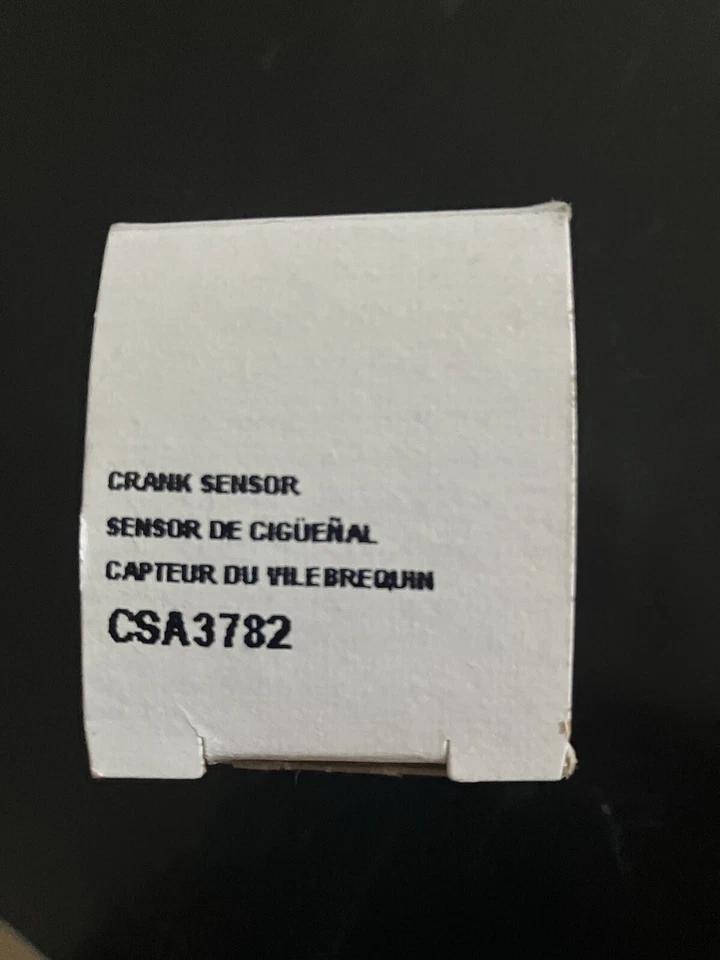 CRANK SENSOR
SENSOR DE CIGÜEÑAL
CAPTEUR DU VILEBREQUIN
CSA3782